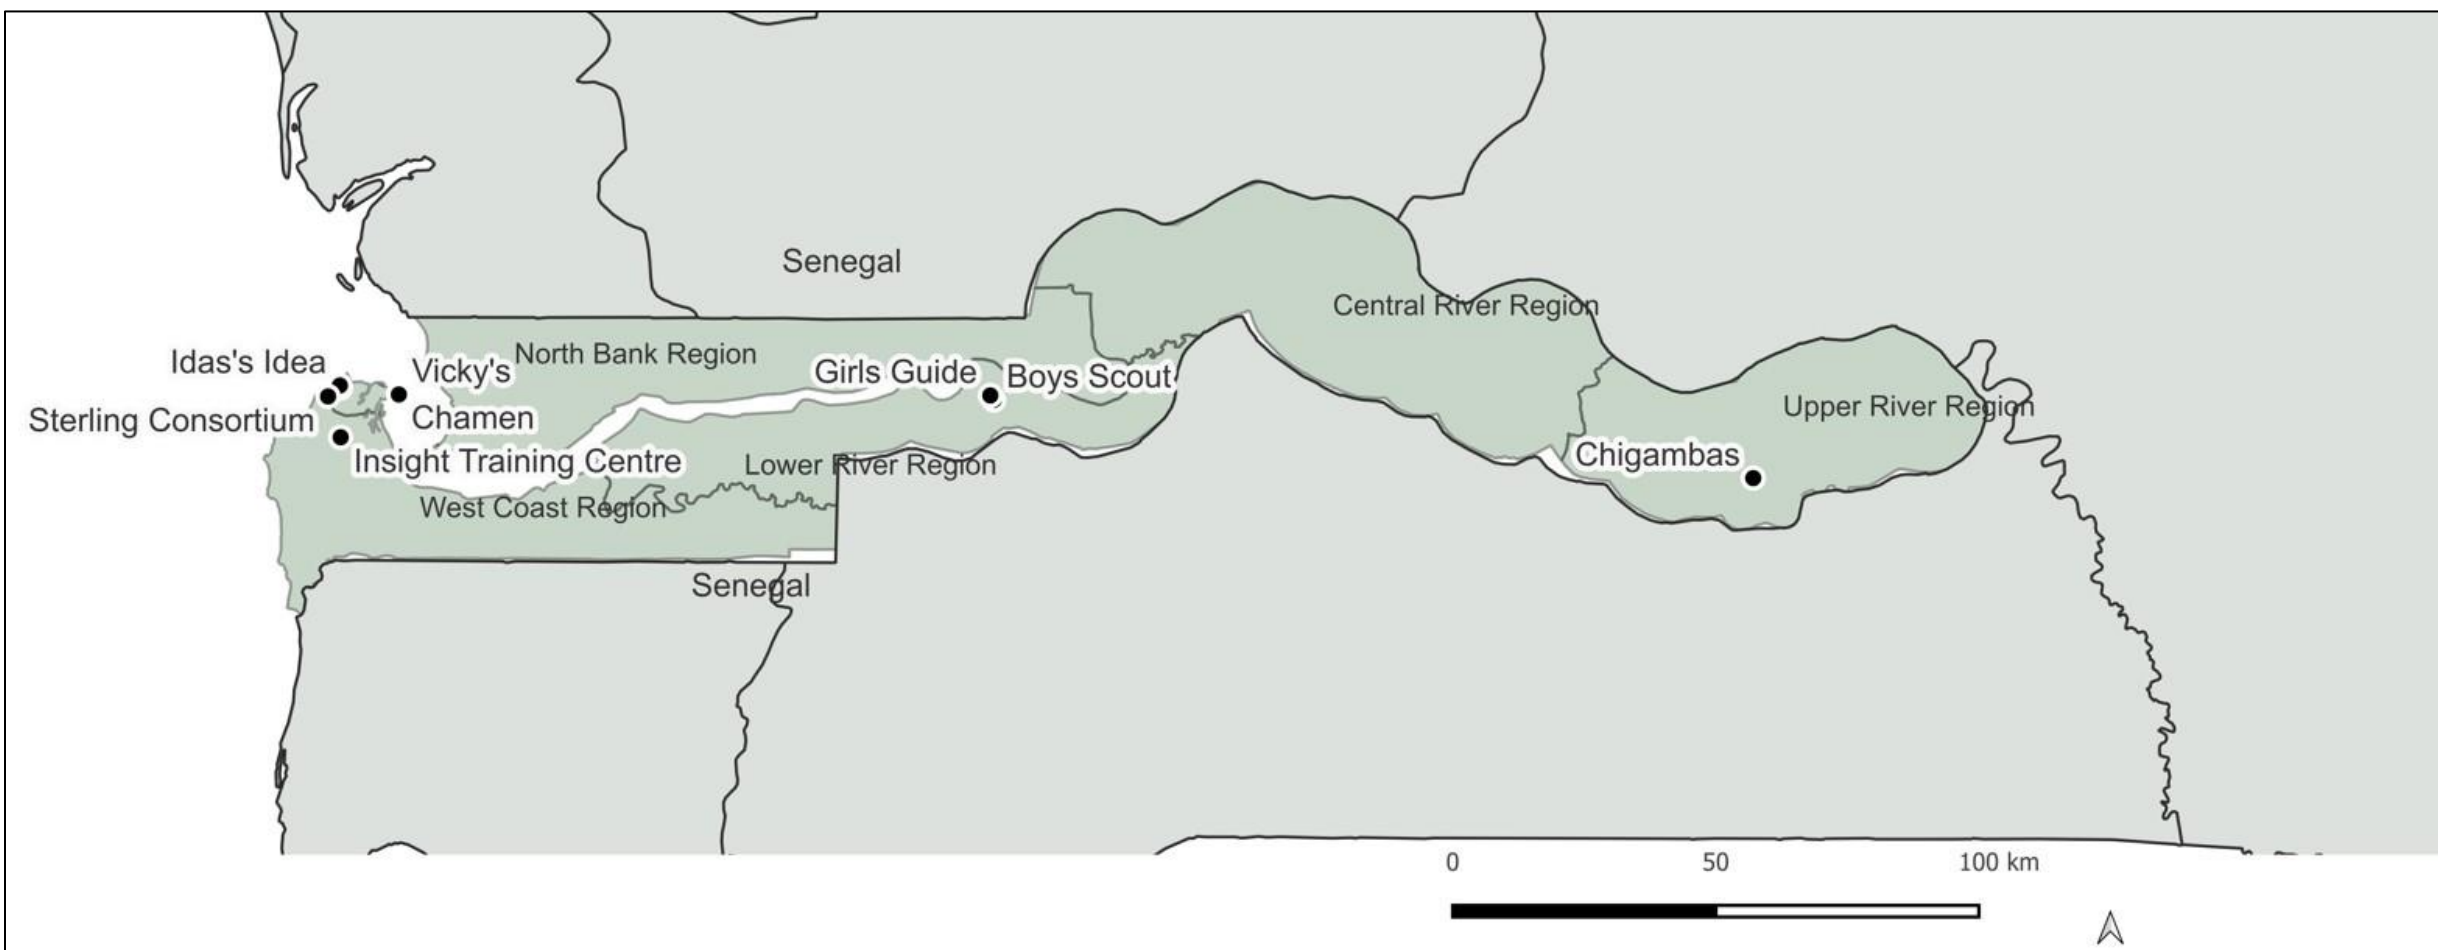 Senegal
Central River Region
North Bank Region
Idas's Idea
Vicky's
Girls Guide
Boys Scout
Upper River Region
Sterling Consortium
Chamen
Insight Training Centre
Lower River Region
Chigambas
West Coast Region
Senegal
0 50 100 km